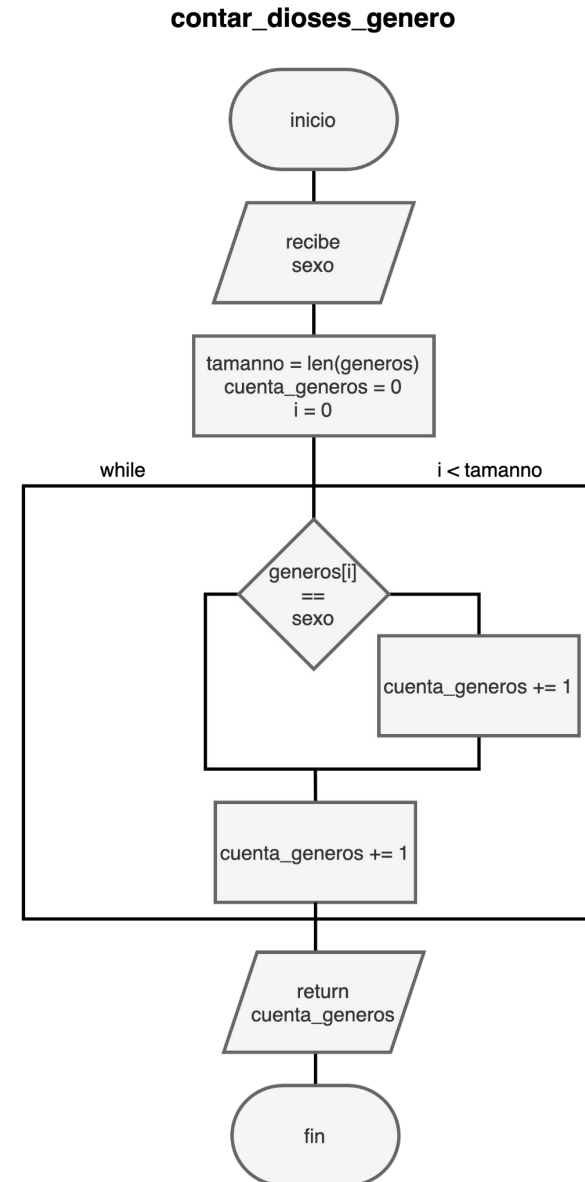 contar_dioses_genero
inicio
recibe
sexo
tamanno = len(generos)
cuenta_generos = 0
i = 0
while
i < tamanno
generos[i]
==
sexo
cuenta_generos += 1
cuenta_generos += 1
return
cuenta_generos
fin